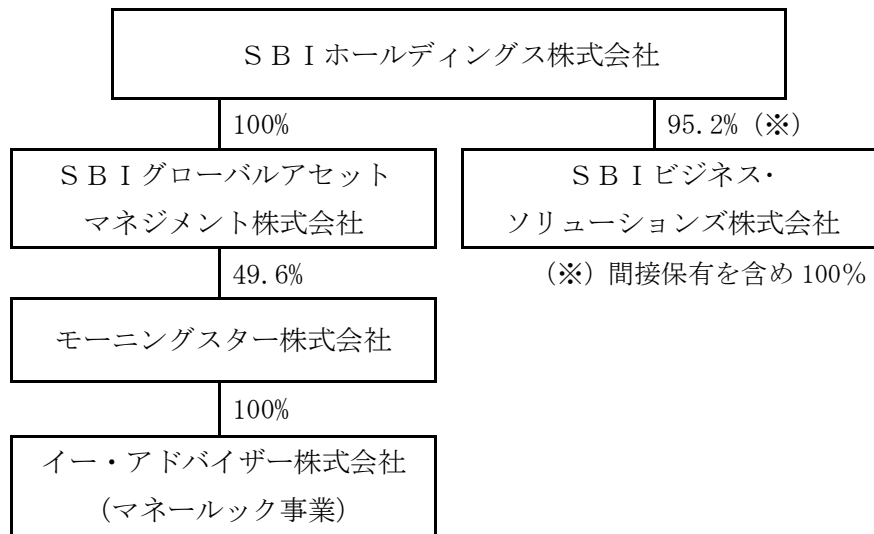 ＳＢＩホールディングス株式会社
100%
95.2%（※）
ＳＢＩグローバルアセット
マネジメント株式会社
ＳＢＩビジネス・
ソリューションズ株式会社
49.6%
（※）間接保有を含め 100%
モーニングスター株式会社
100%
イー・アドバイザー株式会社
（マネールック事業）